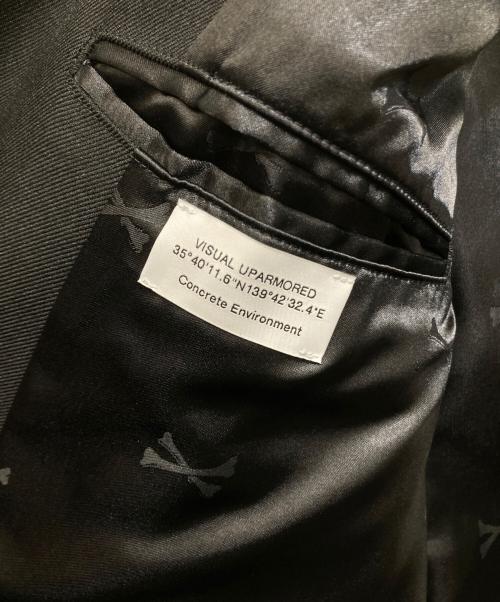 VISUAL UPARMORED
35°40'11.6"N139°42'32.4"E
Concrete Environment